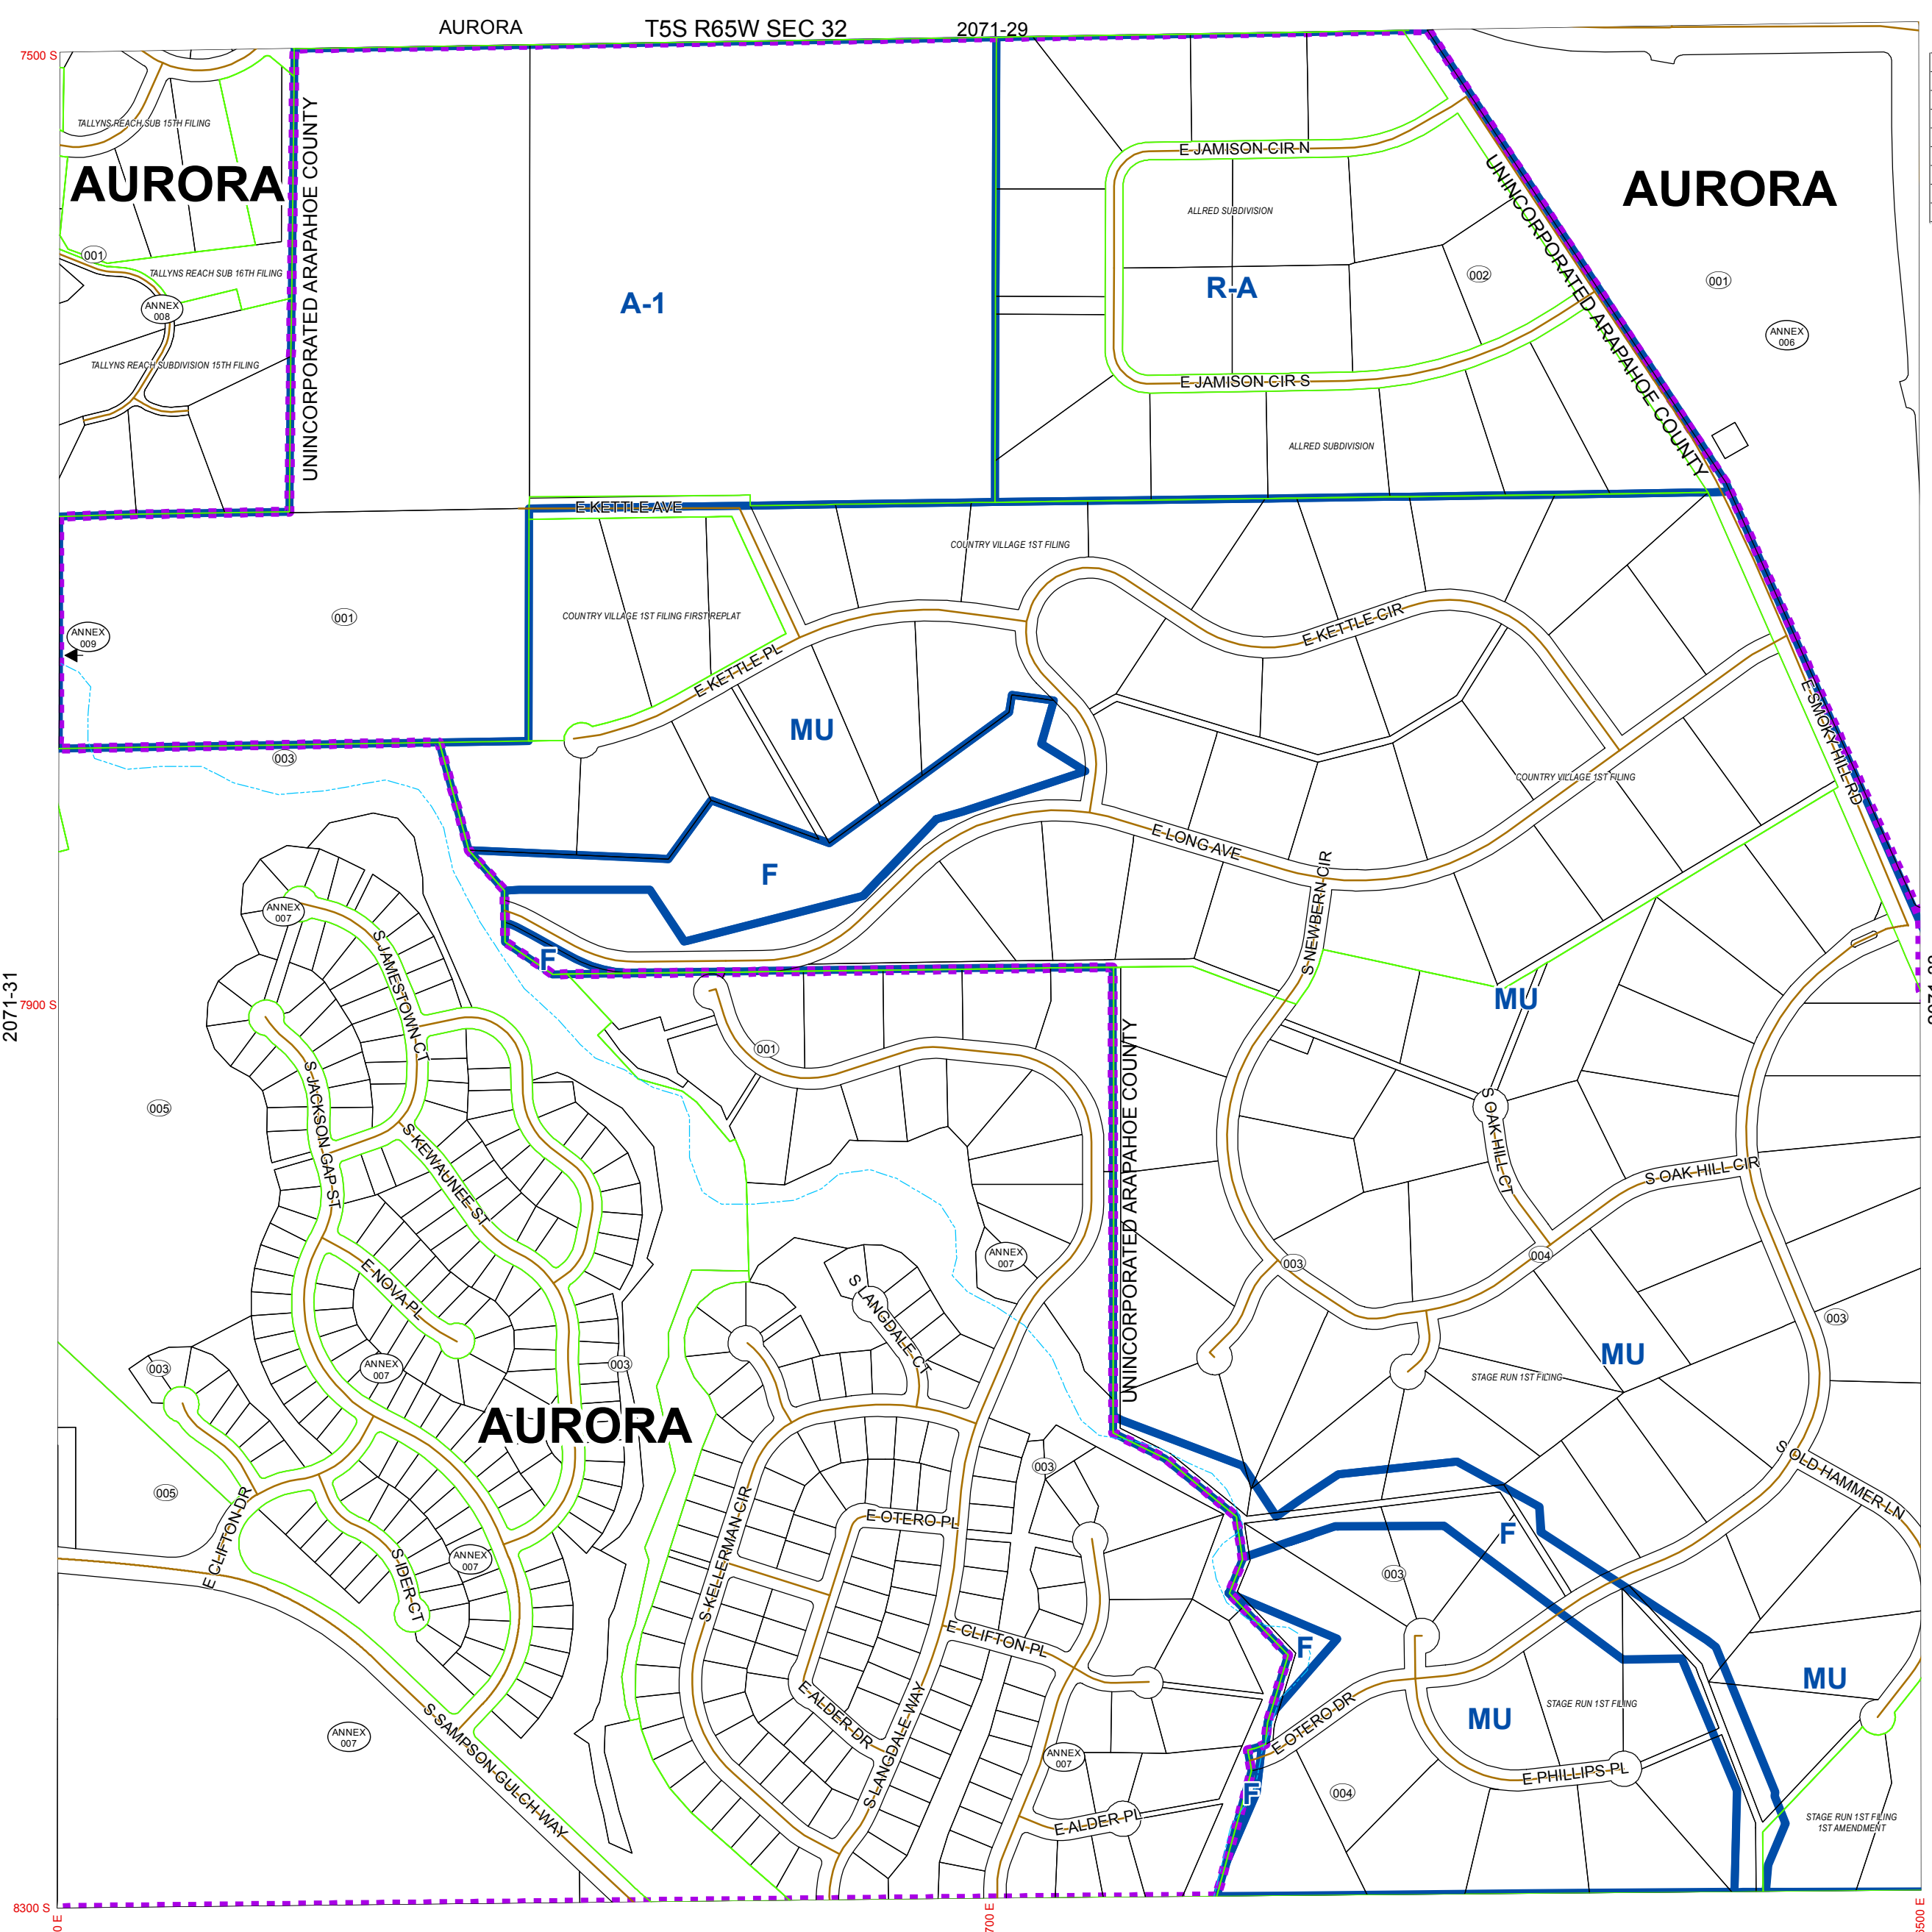 AURORA
T5S R65W SEC 32
2071-29
7500 S
TALLYNS REACH SUB 15TH FILING
AURORA
UNINCORPORATED ARAPAHOE COUNTY
001
TALLYNS REACH SUB 16TH FILING
ANNEX
008
TALLYNS REACH SUBDIVISION 15TH FILING
A-1
E JAMISON CIR N
ALLRED SUBDIVISION
R-A
002
E JAMISON CIR S
ALLRED SUBDIVISION
UNINCORPORATED ARAPAHOE COUNTY
AURORA
001
ANNEX
006
E KETTLE AVE
COUNTRY VILLAGE 1ST FILING
COUNTRY VILLAGE 1ST FILING FIRST REPLAT
001
ANNEX
009
E KETTLE PL
E KETTLE CIR
E SMOKY HILL RD
MU
003
COUNTRY VILLAGE 1ST FILING
E LONG AVE
S NEWBERN CIR
F
F
ANNEX
007
S JAMESTOWN CT
2071-31
7900 S
MU
001
UNINCORPORATED ARAPAHOE COUNTY
005
S JACKSON GAP ST
S KEWAUNEE ST
S OAK HILL CT
S OAK HILL CIR
ANNEX
007
003
004
E NOVA PL
S LANGDALE CT
003
MU
003
ANNEX
007
003
STAGE RUN 1ST FILING
AURORA
S OLD HAMMER LN
003
005
E CLIFTON DR
S KELLERMAN CIR
E OTERO PL
F
ANNEX
007
S IDER CT
003
E CLIFTON PL
F
MU
E ALDER DR
S LANGDALE WAY
E OTERO DR
STAGE RUN 1ST FILING
MU
ANNEX
007
S SAMPSON GULCH WAY
ANNEX
007
E PHILLIPS PL
F
004
E ALDER PL
STAGE RUN 1ST FILING
1ST AMENDMENT
8300 S